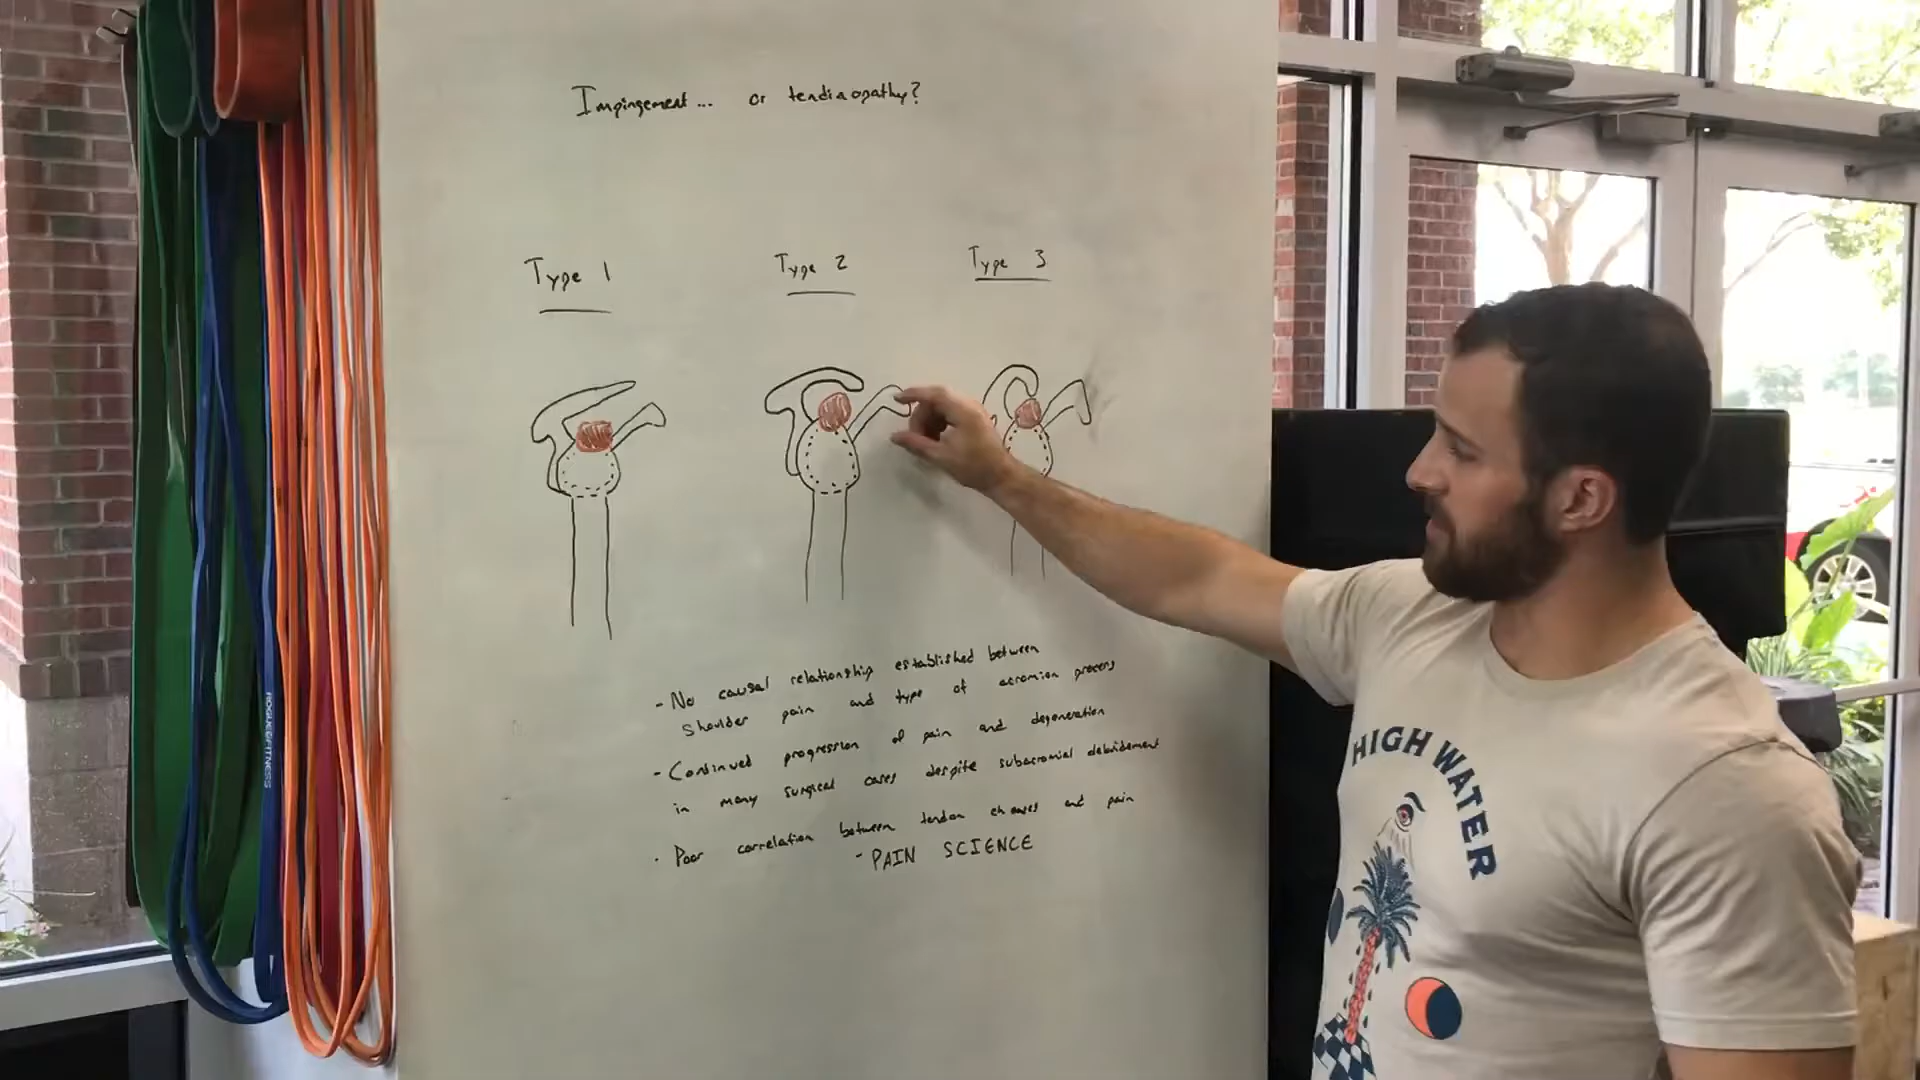 Impingement... or tendinopathy?
Type 1
Type 2
Type 3
- No causal relationship established between
shoulder pain and type of acromion process
- Continued progression of pain and degeneration
in many surgical cases despite subacromial debridement
- Poor correlation between tendon changes and pain
- PAIN SCIENCE
HIGH WATER
ROGUE FITNESS